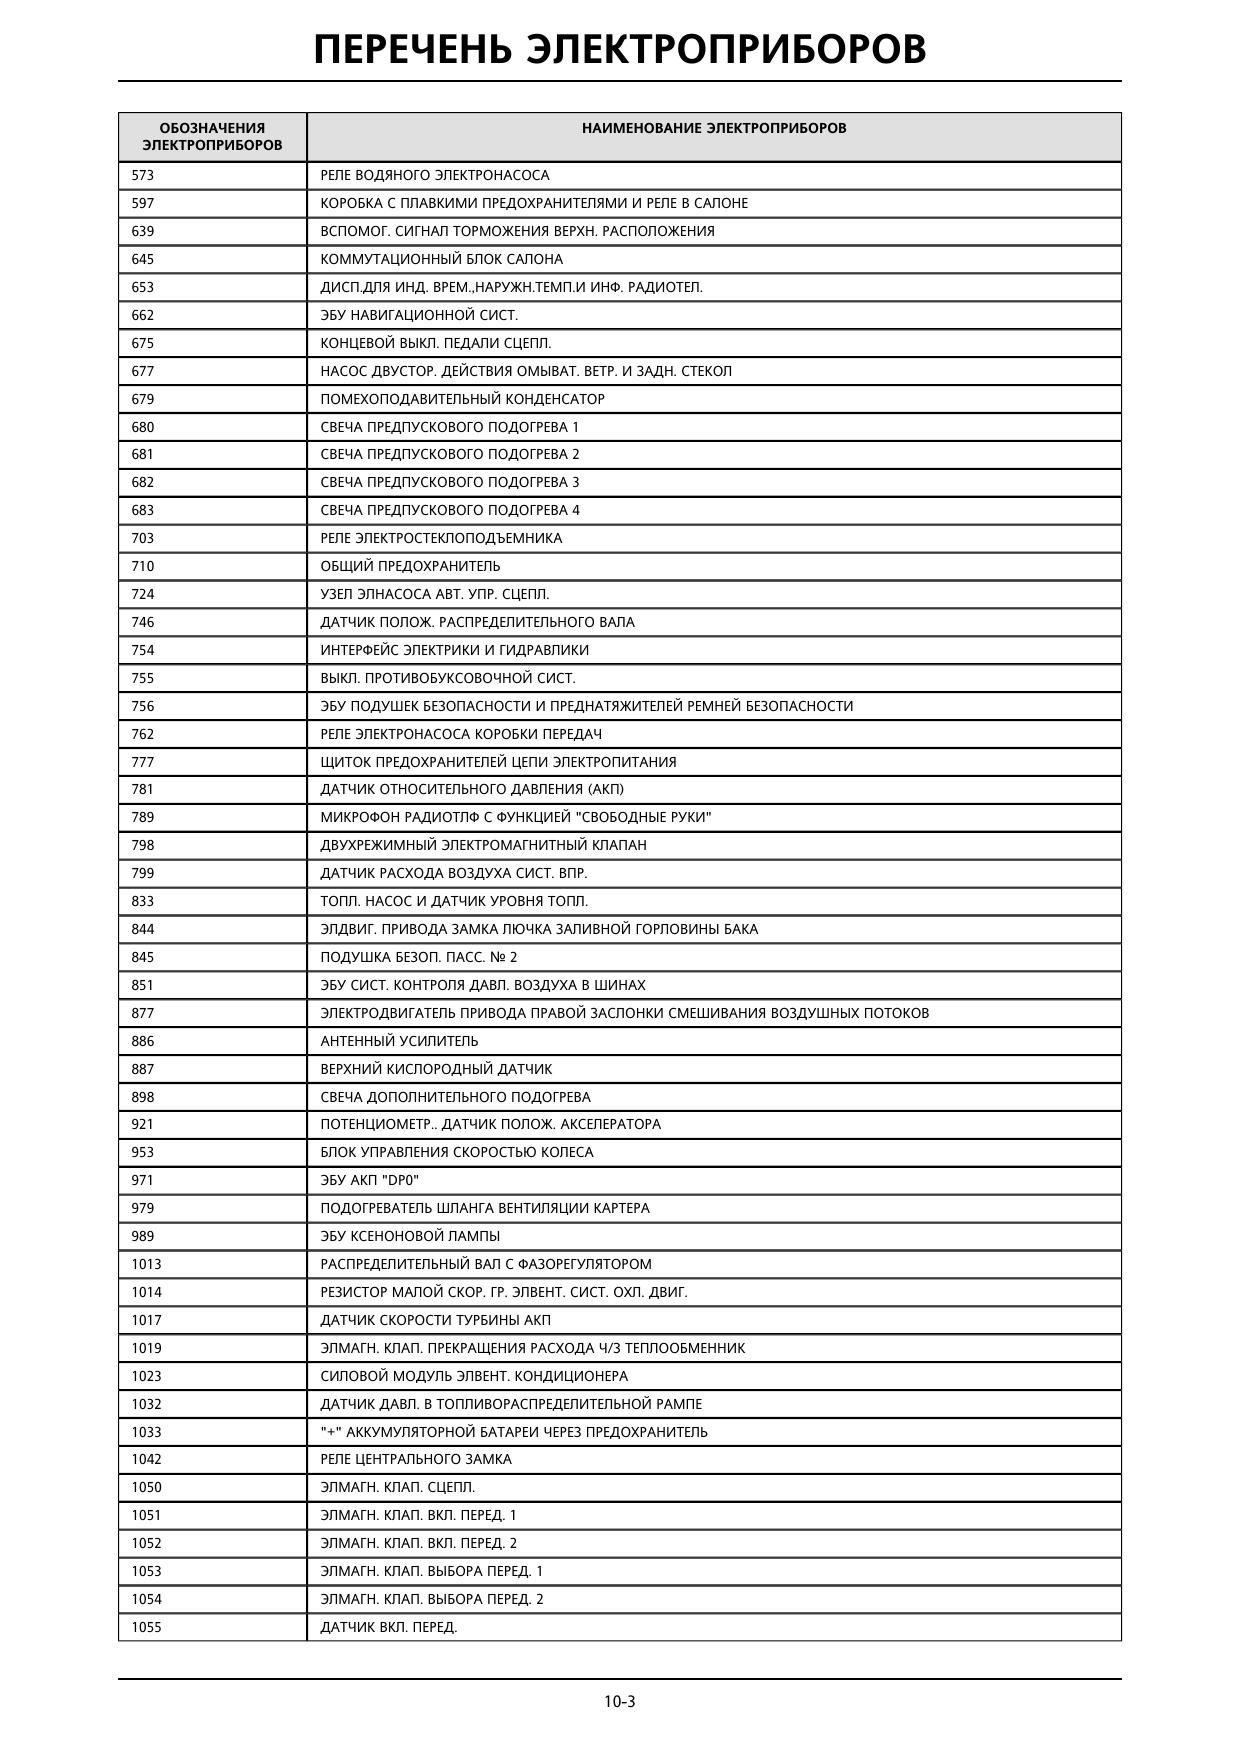 ПЕРЕЧЕНЬ ЭЛЕКТРОПРИБОРОВ
ОБОЗНАЧЕНИЯ
ЭЛЕКТРОПРИБОРОВ
НАИМЕНОВАНИЕ ЭЛЕКТРОПРИБОРОВ
573 РЕЛЕ ВОДЯНОГО ЭЛЕКТРОНАСОСА
597 КОРОБКА С ПЛАВКИМИ ПРЕДОХРАНИТЕЛЯМИ И РЕЛЕ В САЛОНЕ
639 ВСПОМОГ. СИГНАЛ ТОРМОЖЕНИЯ ВЕРХН. РАСПОЛОЖЕНИЯ
645 КОММУТАЦИОННЫЙ БЛОК САЛОНА
653 ДИСП.ДЛЯ ИНД. ВРЕМ.,НАРУЖН.ТЕМП.И ИНФ. РАДИОТЕЛ.
662 ЭБУ НАВИГАЦИОННОЙ СИСТ.
675 КОНЦЕВОЙ ВЫКЛ. ПЕДАЛИ СЦЕПЛ.
677 НАСОС ДВУСТОР. ДЕЙСТВИЯ ОМЫВАТ. ВЕТР. И ЗАДН. СТЕКОЛ
679 ПОМЕХОПОДАВИТЕЛЬНЫЙ КОНДЕНСАТОР
680 СВЕЧА ПРЕДПУСКОВОГО ПОДОГРЕВА 1
681 СВЕЧА ПРЕДПУСКОВОГО ПОДОГРЕВА 2
682 СВЕЧА ПРЕДПУСКОВОГО ПОДОГРЕВА 3
683 СВЕЧА ПРЕДПУСКОВОГО ПОДОГРЕВА 4
703 РЕЛЕ ЭЛЕКТРОСТЕКЛОПОДЪЕМНИКА
710 ОБЩИЙ ПРЕДОХРАНИТЕЛЬ
724 УЗЕЛ ЭЛНАСОСА АВТ. УПР. СЦЕПЛ.
746 ДАТЧИК ПОЛОЖ. РАСПРЕДЕЛИТЕЛЬНОГО ВАЛА
754 ИНТЕРФЕЙС ЭЛЕКТРИКИ И ГИДРАВЛИКИ
755 ВЫКЛ. ПРОТИВОБУКСОВОЧНОЙ СИСТ.
756 ЭБУ ПОДУШЕК БЕЗОПАСНОСТИ И ПРЕДНАТЯЖИТЕЛЕЙ РЕМНЕЙ БЕЗОПАСНОСТИ
762 РЕЛЕ ЭЛЕКТРОНАСОСА КОРОБКИ ПЕРЕДАЧ
777 ЩИТОК ПРЕДОХРАНИТЕЛЕЙ ЦЕПИ ЭЛЕКТРОПИТАНИЯ
781 ДАТЧИК ОТНОСИТЕЛЬНОГО ДАВЛЕНИЯ (АКП)
789 МИКРОФОН РАДИОТЛФ С ФУНКЦИЕЙ "СВОБОДНЫЕ РУКИ"
798 ДВУХРЕЖИМНЫЙ ЭЛЕКТРОМАГНИТНЫЙ КЛАПАН
799 ДАТЧИК РАСХОДА ВОЗДУХА СИСТ. ВПР.
833 ТОПЛ. НАСОС И ДАТЧИК УРОВНЯ ТОПЛ.
844 ЭЛДВИГ. ПРИВОДА ЗАМКА ЛЮЧКА ЗАЛИВНОЙ ГОРЛОВИНЫ БАКА
845 ПОДУШКА БЕЗОП. ПАСС. № 2
851 ЭБУ СИСТ. КОНТРОЛЯ ДАВЛ. ВОЗДУХА В ШИНАХ
877 ЭЛЕКТРОДВИГАТЕЛЬ ПРИВОДА ПРАВОЙ ЗАСЛОНКИ СМЕШИВАНИЯ ВОЗДУШНЫХ ПОТОКОВ
886 АНТЕННЫЙ УСИЛИТЕЛЬ
887 ВЕРХНИЙ КИСЛОРОДНЫЙ ДАТЧИК
898 СВЕЧА ДОПОЛНИТЕЛЬНОГО ПОДОГРЕВА
921 ПОТЕНЦИОМЕТР.. ДАТЧИК ПОЛОЖ. АКСЕЛЕРАТОРА
953 БЛОК УПРАВЛЕНИЯ СКОРОСТЬЮ КОЛЕСА
971 ЭБУ АКП "DP0"
979 ПОДОГРЕВАТЕЛЬ ШЛАНГА ВЕНТИЛЯЦИИ КАРТЕРА
989 ЭБУ КСЕНОНОВОЙ ЛАМПЫ
1013 РАСПРЕДЕЛИТЕЛЬНЫЙ ВАЛ С ФАЗОРЕГУЛЯТОРОМ
1014 РЕЗИСТОР МАЛОЙ СКОР. ГР. ЭЛВЕНТ. СИСТ. ОХЛ. ДВИГ.
1017 ДАТЧИК СКОРОСТИ ТУРБИНЫ АКП
1019 ЭЛМАГН. КЛАП. ПРЕКРАЩЕНИЯ РАСХОДА Ч/З ТЕПЛООБМЕННИК
1023 СИЛОВОЙ МОДУЛЬ ЭЛВЕНТ. КОНДИЦИОНЕРА
1032 ДАТЧИК ДАВЛ. В ТОПЛИВОРАСПРЕДЕЛИТЕЛЬНОЙ РАМПЕ
1033 "+" АККУМУЛЯТОРНОЙ БАТАРЕИ ЧЕРЕЗ ПРЕДОХРАНИТЕЛЬ
1042 РЕЛЕ ЦЕНТРАЛЬНОГО ЗАМКА
1050 ЭЛМАГН. КЛАП. СЦЕПЛ.
1051 ЭЛМАГН. КЛАП. ВКЛ. ПЕРЕД. 1
1052 ЭЛМАГН. КЛАП. ВКЛ. ПЕРЕД. 2
1053 ЭЛМАГН. КЛАП. ВЫБОРА ПЕРЕД. 1
1054 ЭЛМАГН. КЛАП. ВЫБОРА ПЕРЕД. 2
1055 ДАТЧИК ВКЛ. ПЕРЕД.
10-3